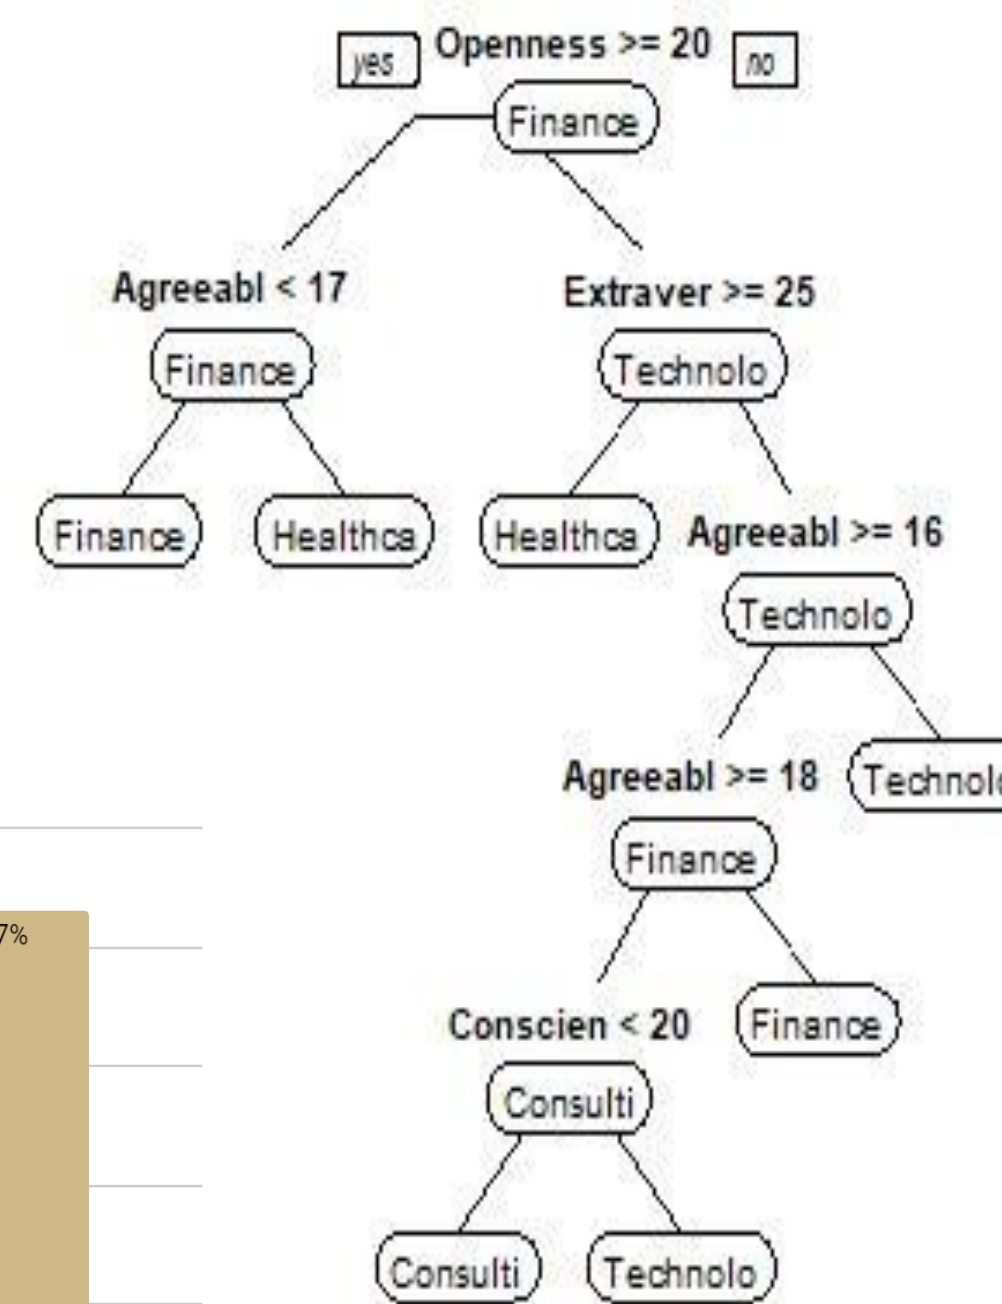 yes Openness >= 20 no
Finance
Agreeabl < 17 Extraver >= 25
Finance Technolo
Finance Healthca Healthca Agreeabl >= 16
Technolo
Agreeabl >= 18 Technolo
Finance
7%
Conscien < 20 Finance
Consulti
Consulti Technolo